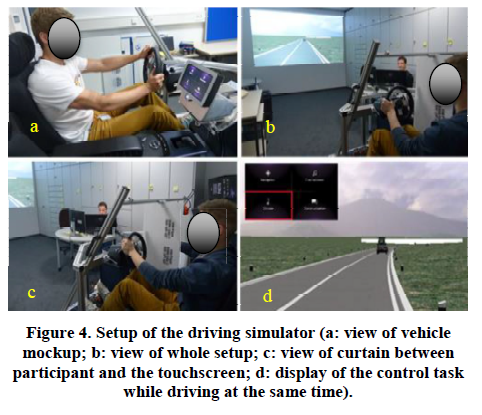 a
b
c
d
Figure 4. Setup of the driving simulator (a: view of vehicle
mockup; b: view of whole setup; c: view of curtain between
participant and the touchscreen; d: display of the control task
while driving at the same time).